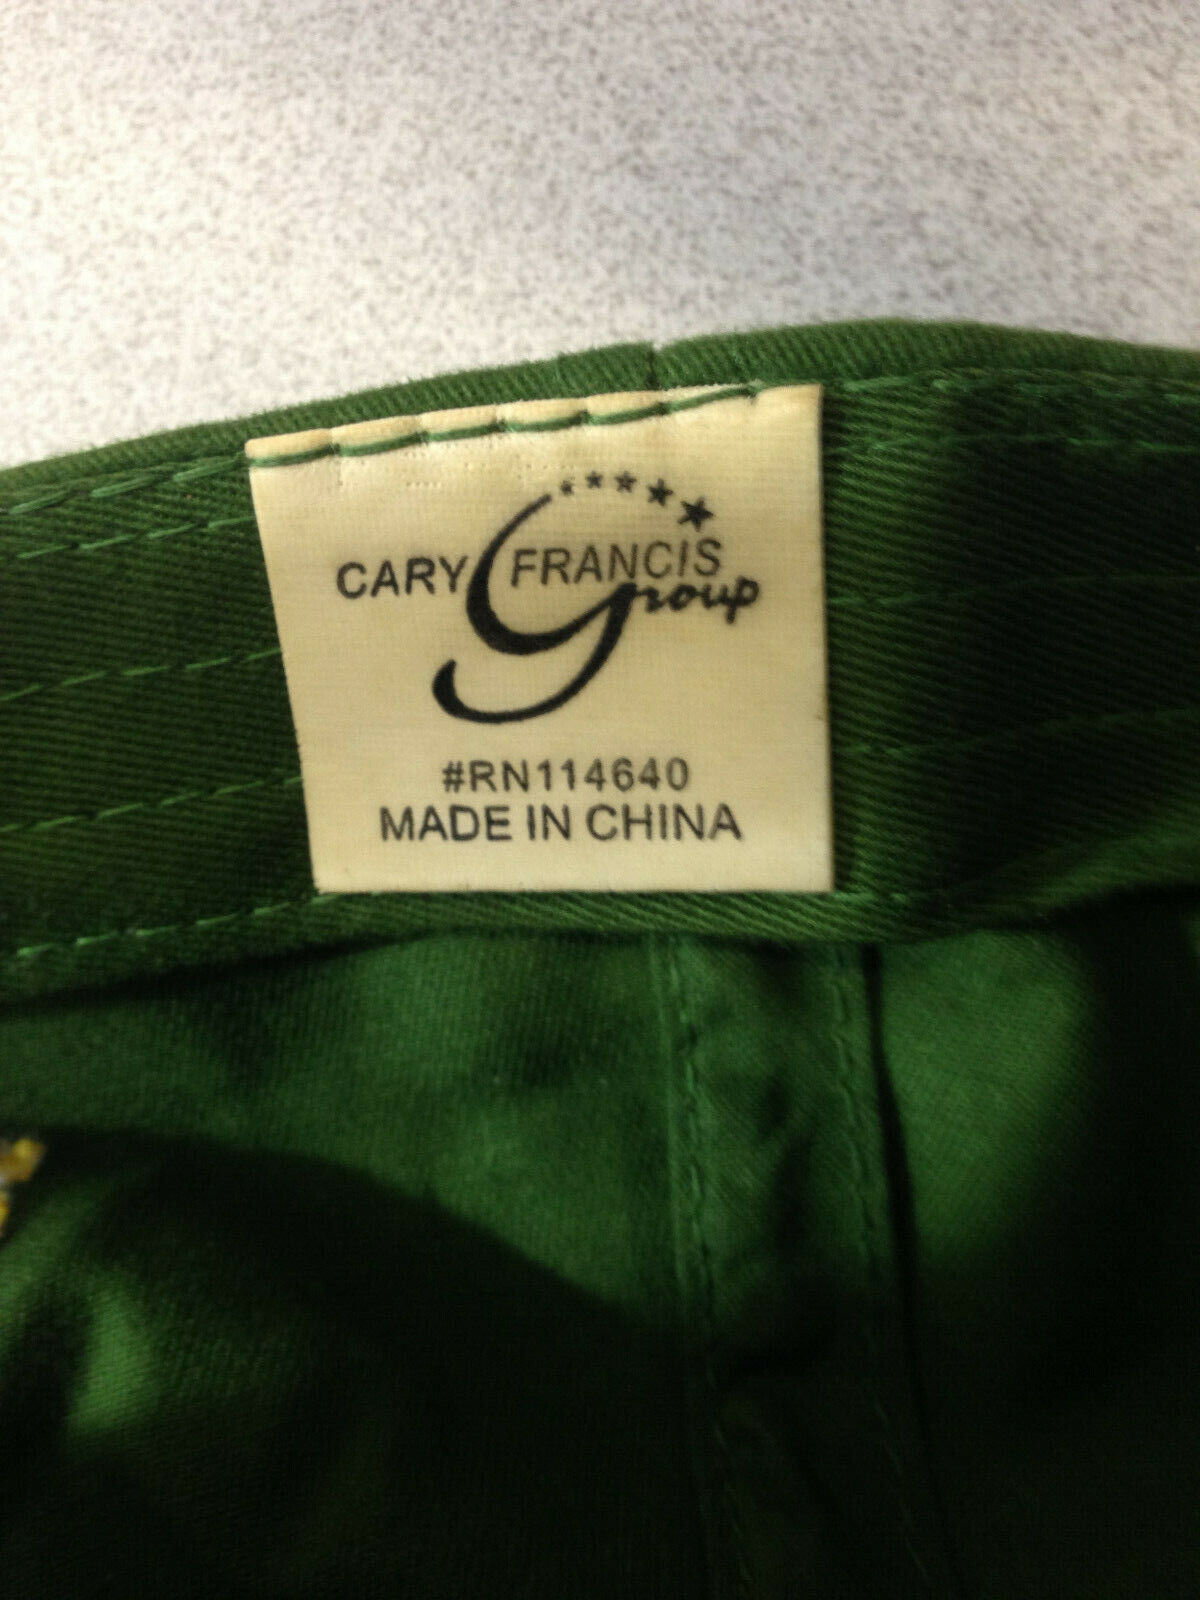 CARY FRANCIS
Group
#RN114640
MADE IN CHINA